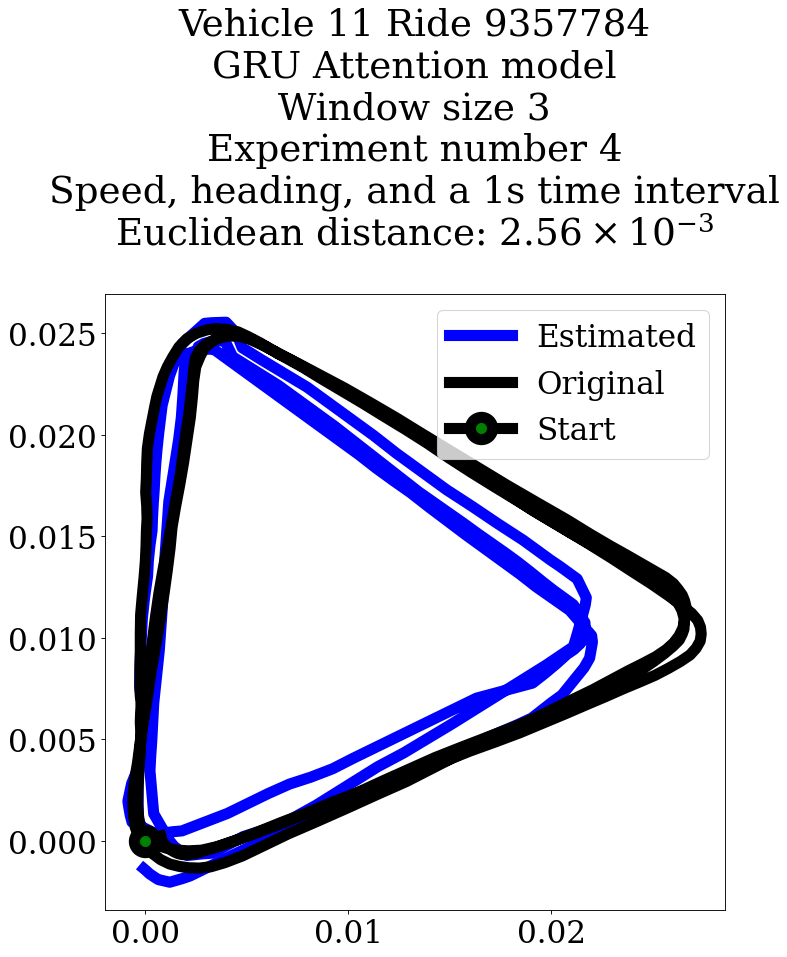 Vehicle 11 Ride 9357784
GRU Attention model
Window size 3
Experiment number 4
Speed, heading, and a 1s time interval
Euclidean distance: 2.56 × 10⁻³
Estimated
Original
Start
0.025
0.020
0.015
0.010
0.005
0.000
0.00 0.01 0.02